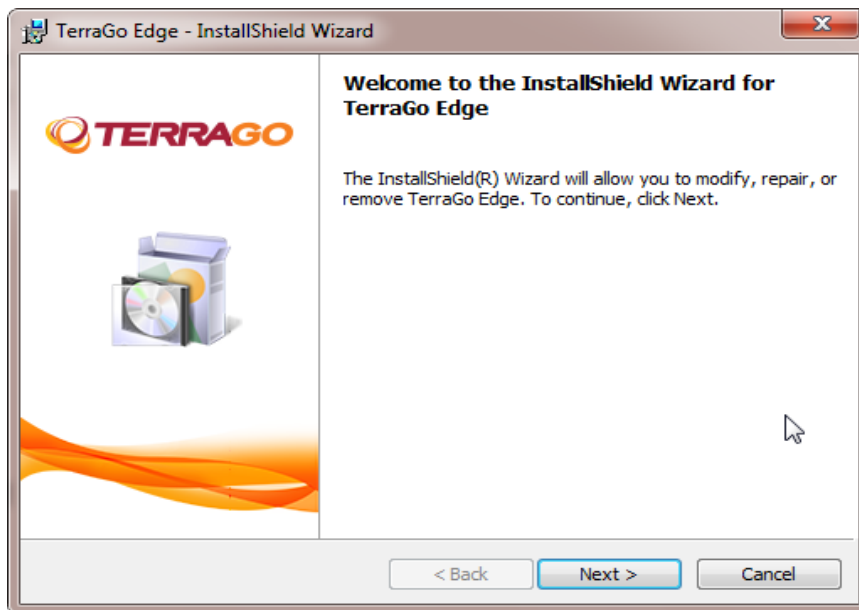 TerraGo Edge - InstallShield Wizard
TERRAGO
Welcome to the InstallShield Wizard for
TerraGo Edge
The InstallShield(R) Wizard will allow you to modify, repair, or
remove TerraGo Edge. To continue, click Next.
< Back
Next >
Cancel